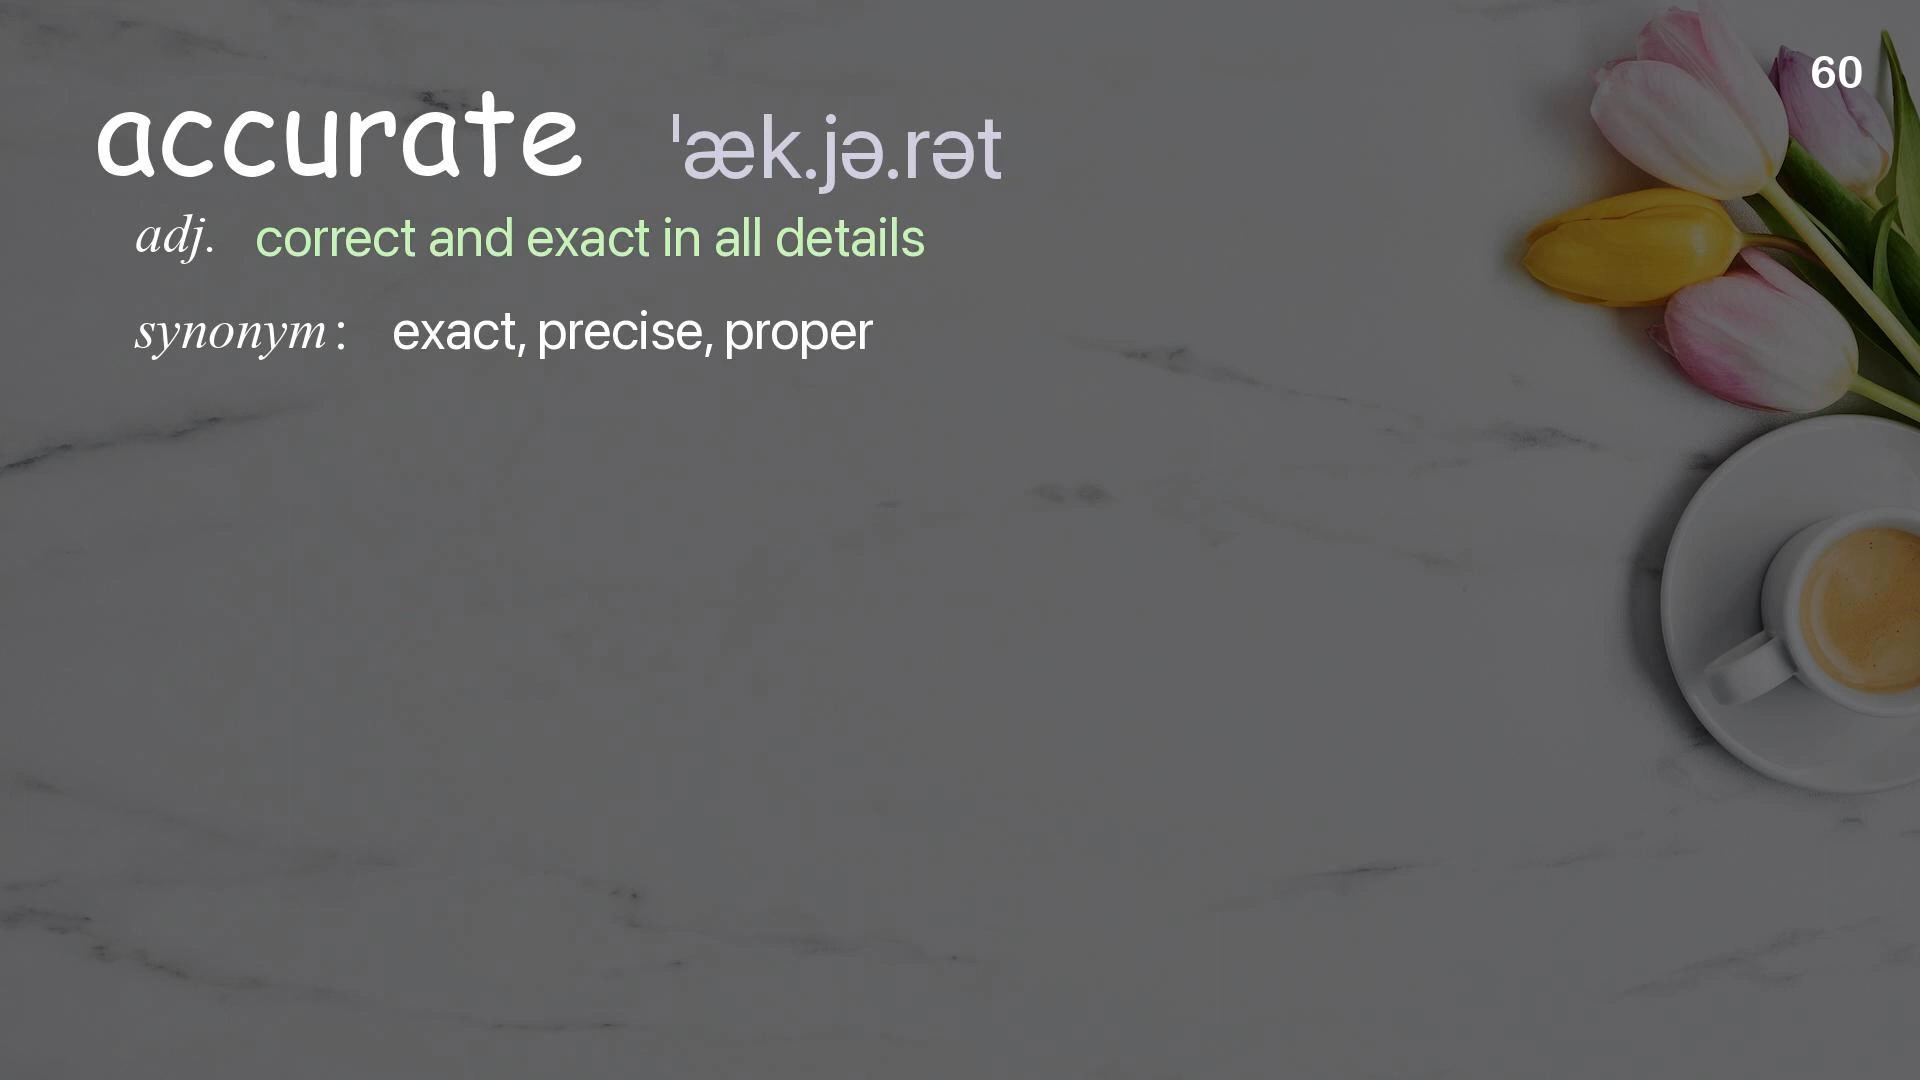 60
accurate ˈæk.jə.rət
adj. correct and exact in all details
synonym: exact, precise, proper